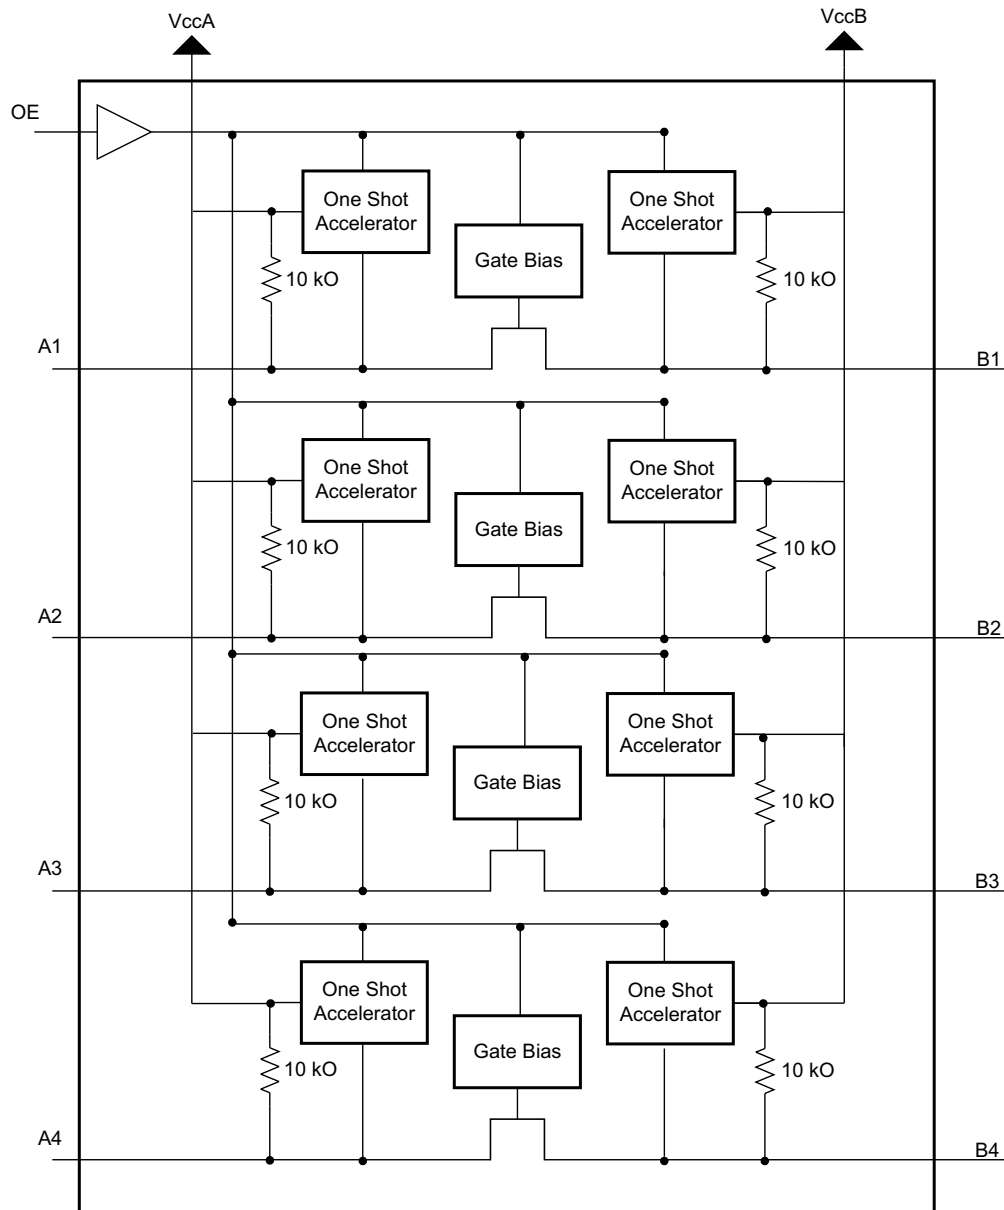 VccA
VccB
OE
One Shot
Accelerator
One Shot
Accelerator
Gate Bias
10 kO
10 kO
A1
B1
One Shot
Accelerator
One Shot
Accelerator
Gate Bias
10 kO
10 kO
A2
B2
One Shot
Accelerator
One Shot
Accelerator
Gate Bias
10 kO
10 kO
A3
B3
One Shot
Accelerator
One Shot
Accelerator
Gate Bias
10 kO
10 kO
A4
B4